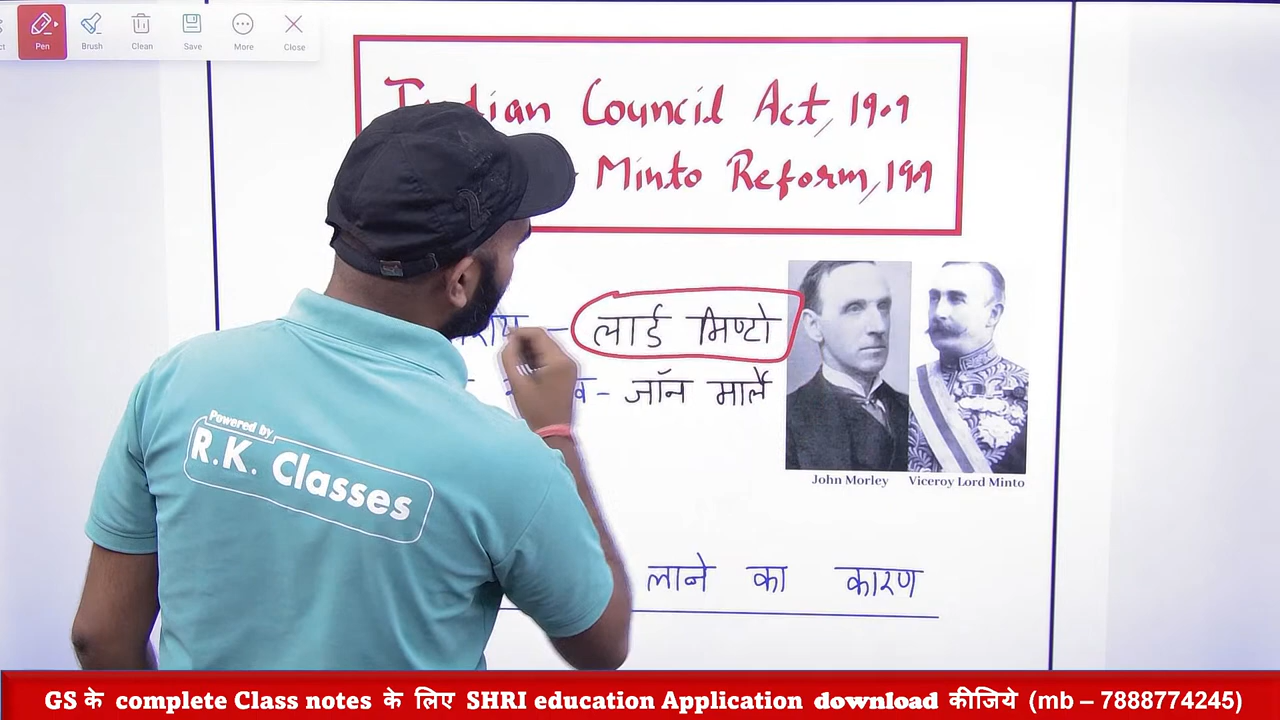 Pen Brush Clean Save More Close
Indian Council Act, 1909
Minto Reform, 1909
लार्ड मिण्टो
- जॉन मार्ले
John Morley Viceroy Lord Minto
Powered by
R.K. Classes
लाने का कारण
GS के complete Class notes के लिए SHRI education Application download कीजिये (mb – 7888774245)